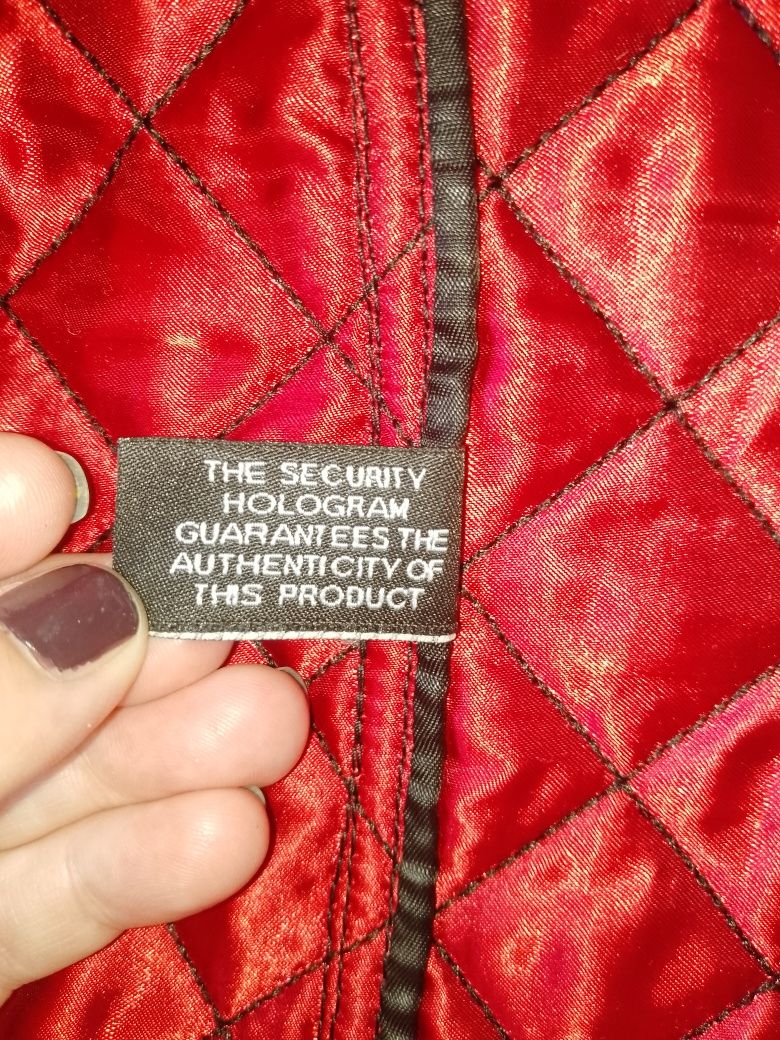 THE SECURITY
HOLOGRAM
GUARANTEES THE
AUTHENTICITY OF
THIS PRODUCT